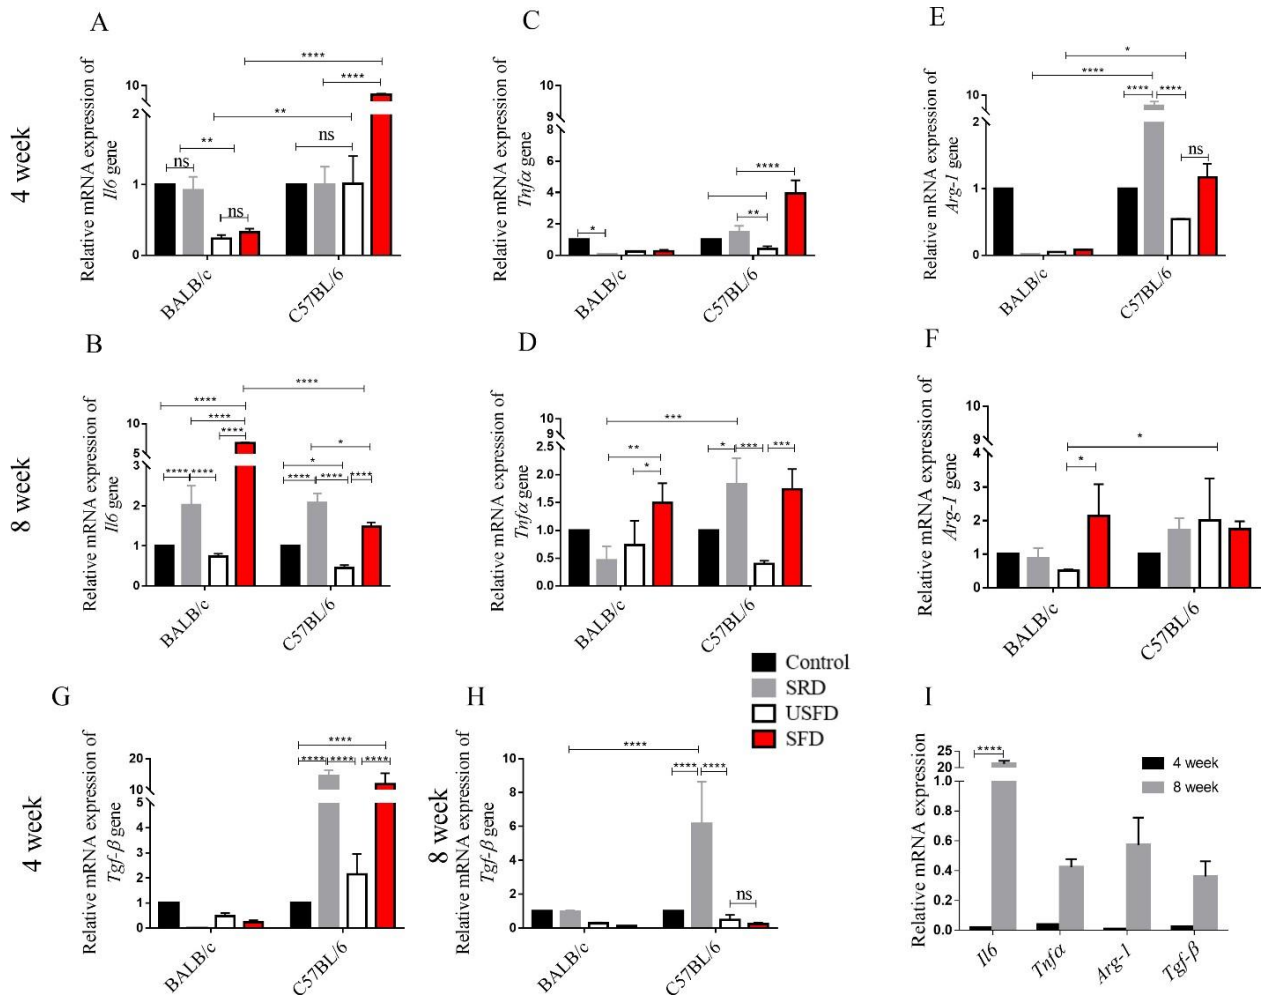 A
4 week
Relative mRNA expression of
Il6 gene
10
2
1
0
ns
**
ns
**
ns
****
****
BALB/c
C57BL/6
C
Relative mRNA expression of
Tnfα gene
10
9
8
6
4
2
0
*
**
****
BALB/c
C57BL/6
E
Relative mRNA expression of
Arg-1 gene
10
2
1
0
*
****
****
****
ns
BALB/c
C57BL/6
B
8 week
Relative mRNA expression of
Il6 gene
10
5
3
2
1
0
****
****
****
****
****
****
*
*
****
****
****
BALB/c
C57BL/6
D
Relative mRNA expression of
Tnfα gene
10
9
2.5
2.0
1.5
1.0
0.5
0.0
***
**
*
*
***
***
BALB/c
C57BL/6
F
Relative mRNA expression of
Arg-1 gene
10
9
4
3
2
1
0
*
*
BALB/c
C57BL/6
Control
SRD
USFD
SFD
G
4 week
Relative mRNA expression of
Tgf-β gene
20
15
10
5
4
3
2
1
0
****
****
****
****
BALB/c
C57BL/6
H
8 week
Relative mRNA expression of
Tgf-β gene
10
8
6
4
2
0
****
****
****
ns
BALB/c
C57BL/6
I
Relative mRNA expression
25
20
1.0
0.8
0.6
0.4
0.2
0.0
****
4 week
8 week
Il6
Tnfα
Arg-1
Tgf-β